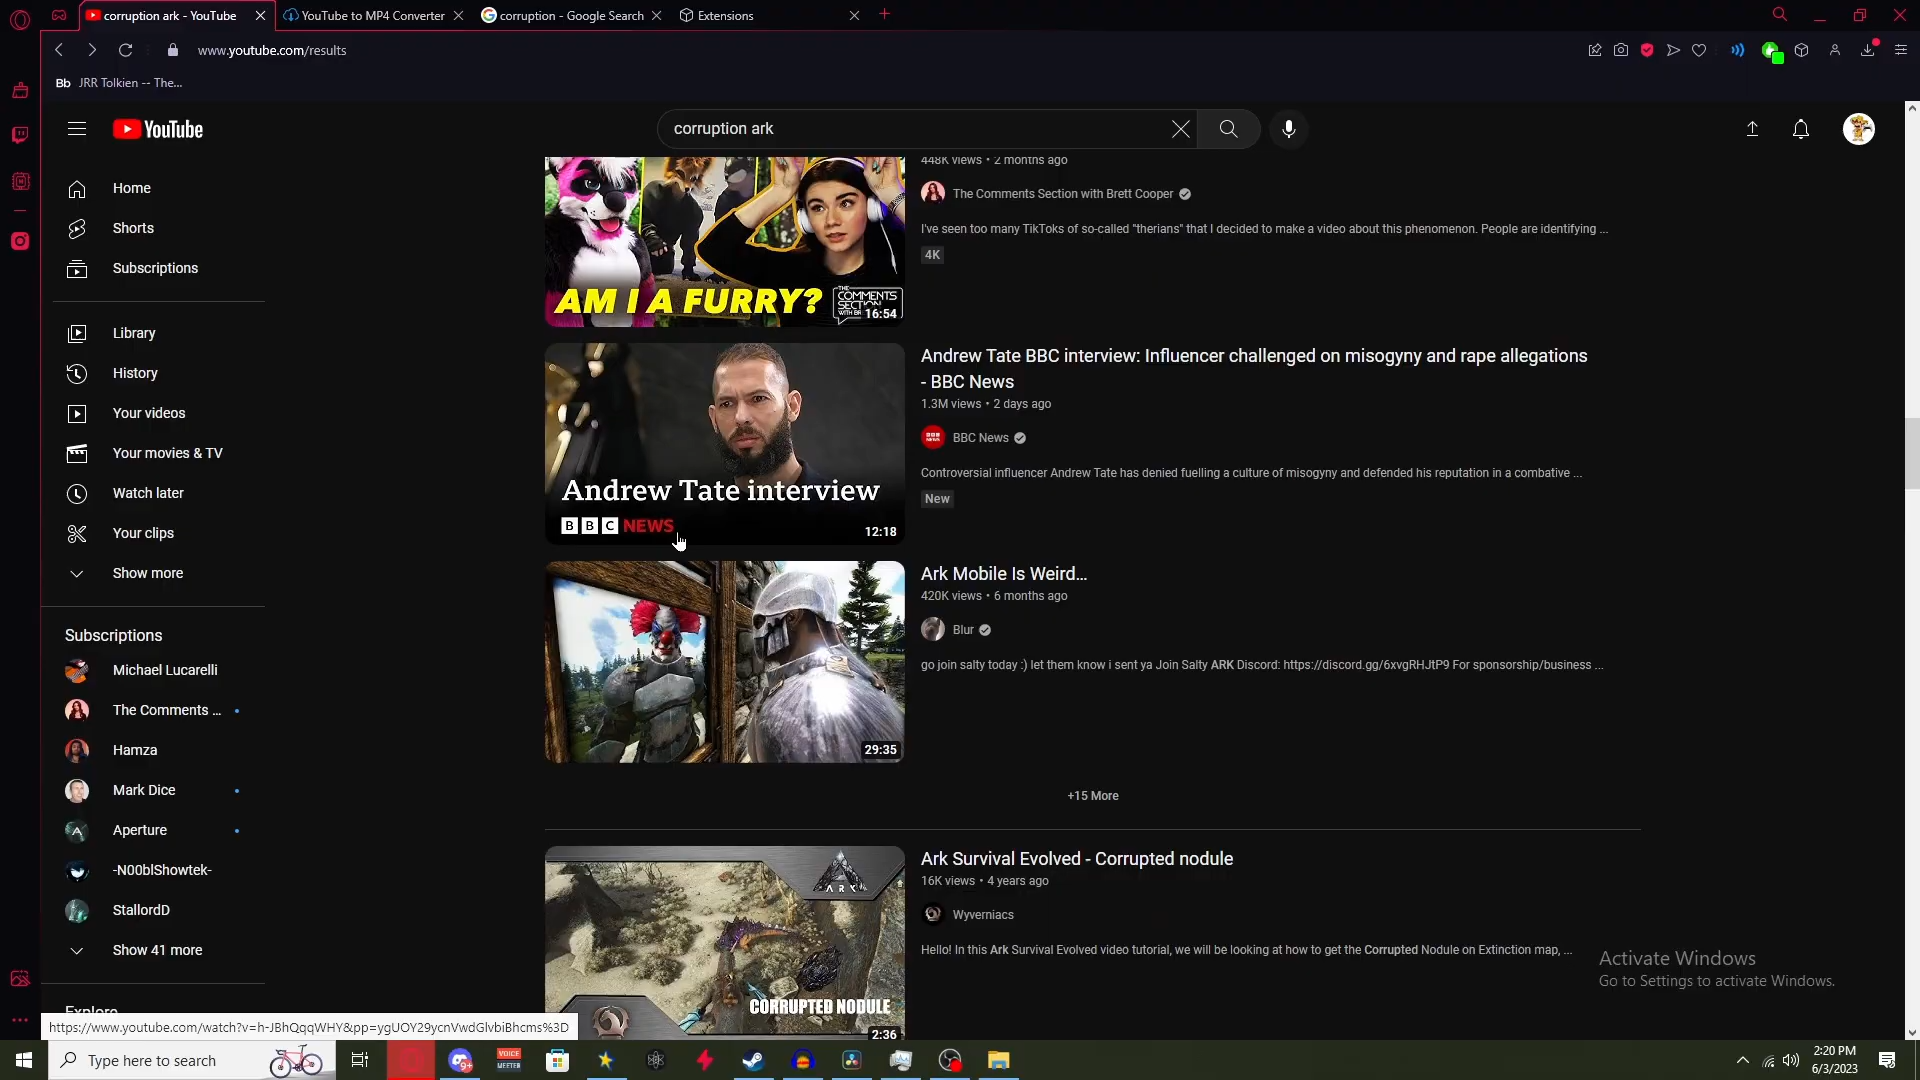 corruption ark - YouTube
YouTube to MP4 Converter
corruption - Google Search
Extensions
www.youtube.com/results
Bb JRR Tolkien -- The...
YouTube
corruption ark
Home
Shorts
Subscriptions
Library
History
Your videos
Your movies & TV
Watch later
Your clips
Show more
Subscriptions
Michael Lucarelli
The Comments ...
Hamza
Mark Dice
Aperture
-N00blShowtek-
StallordD
Show 41 more
Explore
448K views • 2 months ago
The Comments Section with Brett Cooper
I've seen too many TikToks of so-called "therians" that I decided to make a video about this phenomenon. People are identifying ...
4K
AM I A FURRY?
THE COMMENTS SECTION
16:54
Andrew Tate BBC interview: Influencer challenged on misogyny and rape allegations
- BBC News
1.3M views • 2 days ago
BBC News
Controversial influencer Andrew Tate has denied fuelling a culture of misogyny and defended his reputation in a combative ...
New
Andrew Tate interview
BBC NEWS
12:18
Ark Mobile Is Weird…
420K views • 6 months ago
Blur
go join salty today :) let them know i sent ya Join Salty ARK Discord: https://discord.gg/6xvgRHJtP9 For sponsorship/business ...
29:35
+15 More
Ark Survival Evolved - Corrupted nodule
16K views • 4 years ago
Wyverniacs
Hello! In this Ark Survival Evolved video tutorial, we will be looking at how to get the Corrupted Nodule on Extinction map, ...
ARK
CORRUPTED NODULE
2:36
Activate Windows
Go to Settings to activate Windows.
https://www.youtube.com/watch?v=h-JBhQqqWHY&pp=ygUOY29ycnVwdGlvbiBhcms%3D
Type here to search
9+
VOICE
MEETER
2:20 PM
6/3/2023